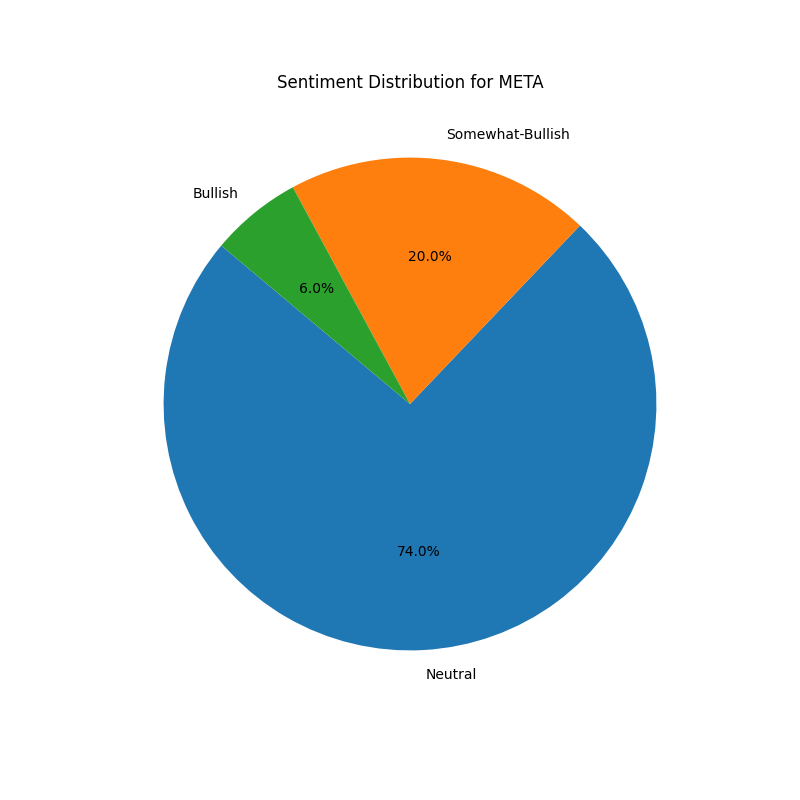 Sentiment Distribution for META
Somewhat-Bullish
Bullish
20.0%
6.0%
74.0%
Neutral